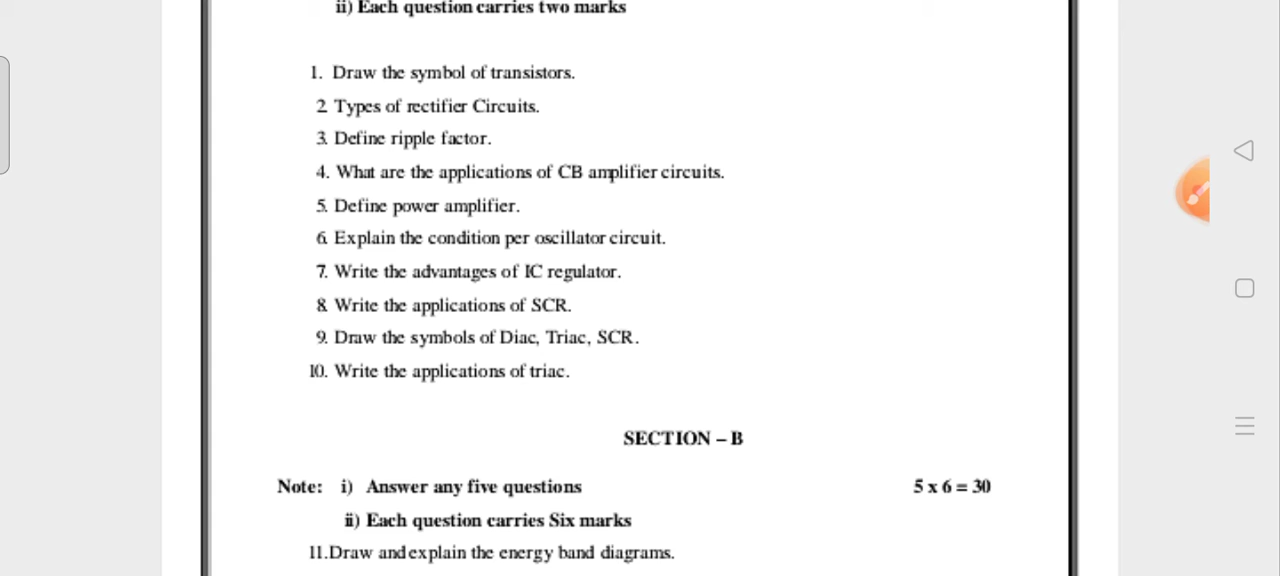 ii) Each question carries two marks
1. Draw the symbol of transistors.
2. Types of rectifier Circuits.
3. Define ripple factor.
4. What are the applications of CB amplifier circuits.
5. Define power amplifier.
6. Explain the condition per oscillator circuit.
7. Write the advantages of IC regulator.
8. Write the applications of SCR.
9. Draw the symbols of Diac, Triac, SCR.
10. Write the applications of triac.
SECTION – B
Note: i) Answer any five questions 5 x 6 = 30
ii) Each question carries Six marks
11.Draw and explain the energy band diagrams.